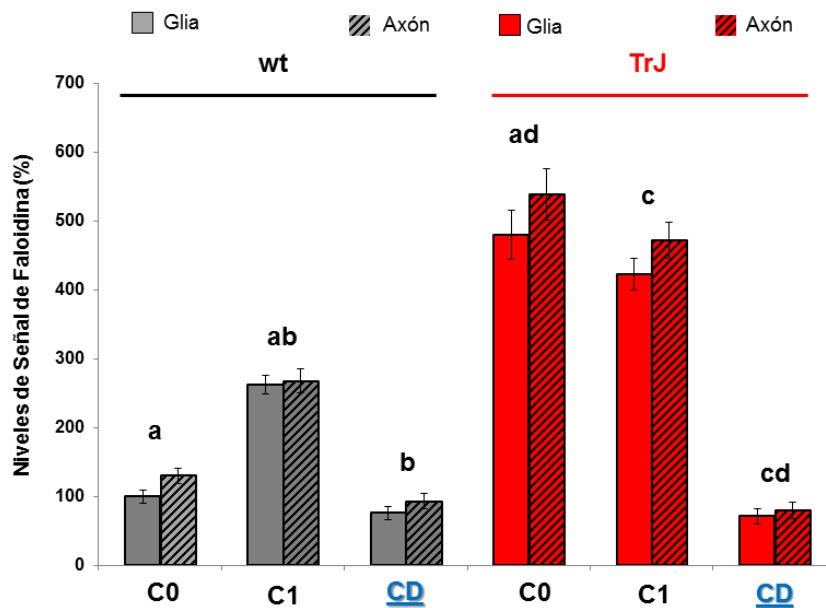 Glia Axón Glia Axón
wt TrJ
Niveles de Señal de Faloidina (%)
700
600
500
400
300
200
100
0
a
ab
b
ad
c
cd
C0 C1 CD C0 C1 CD